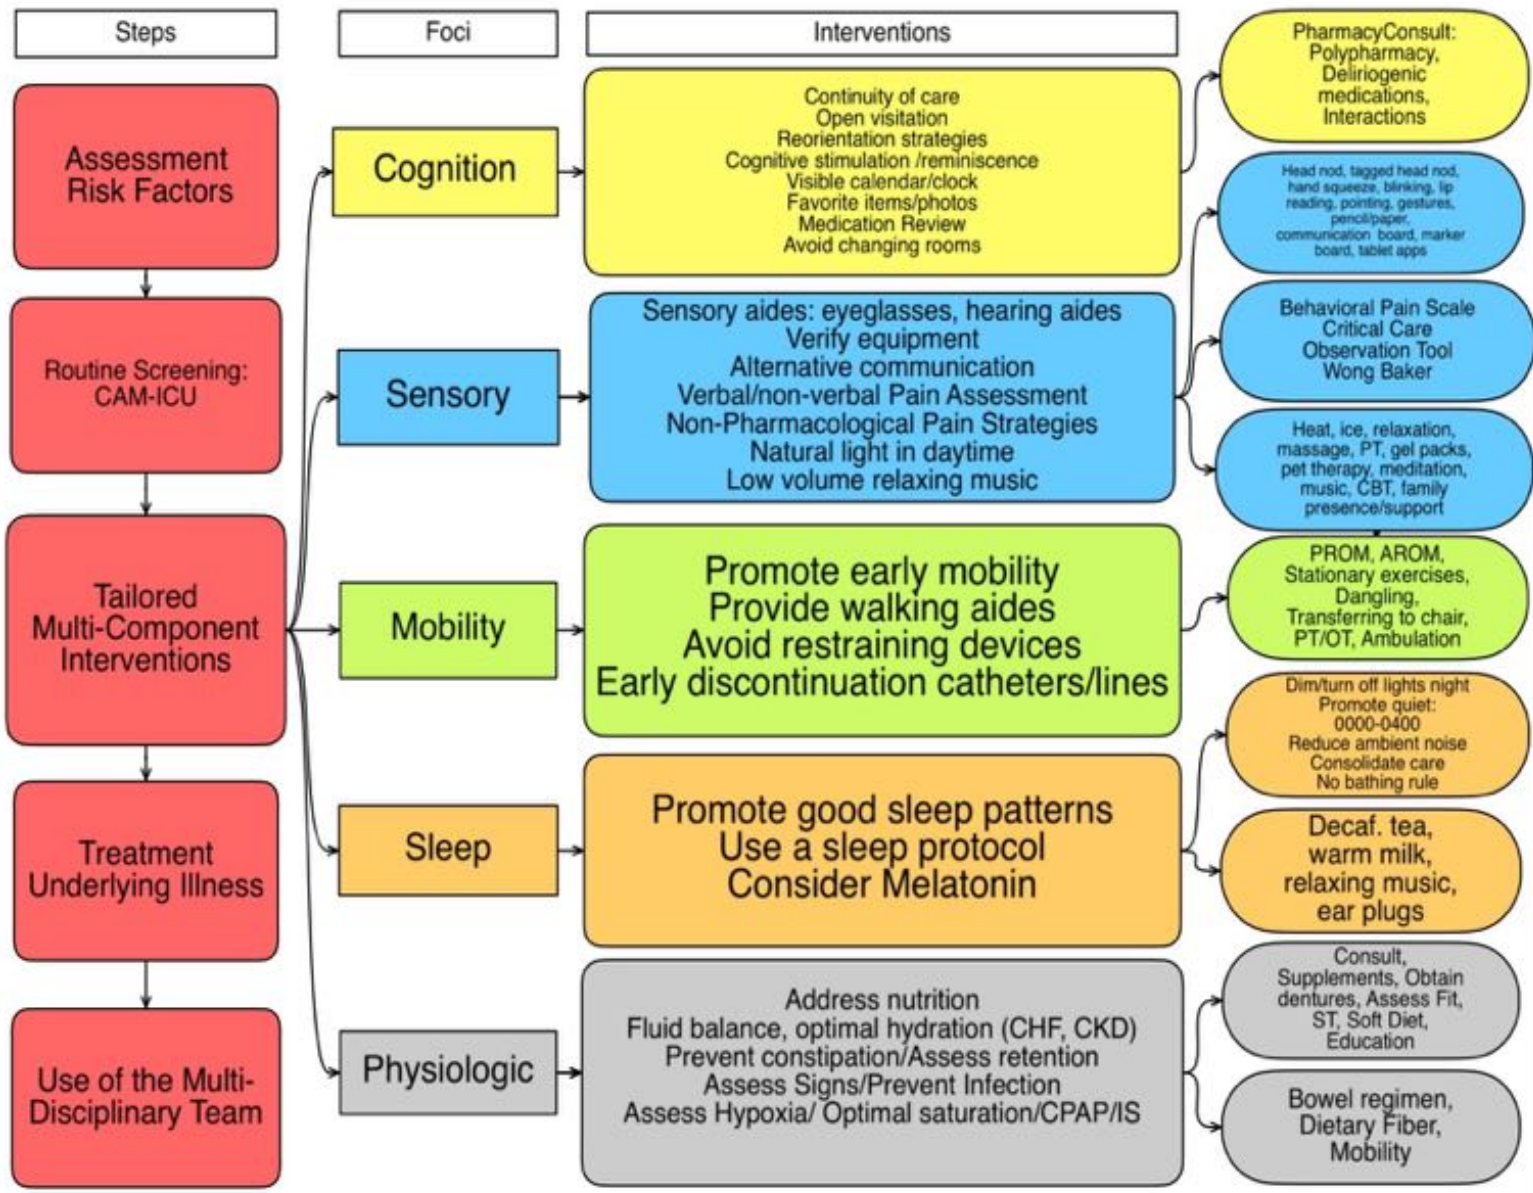 Steps
Foci
Interventions
Assessment
Risk Factors
Routine Screening:
CAM-ICU
Tailored
Multi-Component
Interventions
Treatment
Underlying Illness
Use of the Multi-
Disciplinary Team
Cognition
Continuity of care
Open visitation
Reorientation strategies
Cognitive stimulation /reminiscence
Visible calendar/clock
Favorite items/photos
Medication Review
Avoid changing rooms
PharmacyConsult:
Polypharmacy,
Deliriogenic
medications,
Interactions
Sensory
Sensory aides: eyeglasses, hearing aides
Verify equipment
Alternative communication
Verbal/non-verbal Pain Assessment
Non-Pharmacological Pain Strategies
Natural light in daytime
Low volume relaxing music
Head nod, tagged head nod,
hand squeeze, blinking, lip
reading, pointing, gestures,
pencil/paper,
communication board, marker
board, tablet apps
Behavioral Pain Scale
Critical Care
Observation Tool
Wong Baker
Heat, ice, relaxation,
massage, PT, gel packs,
pet therapy, meditation,
music, CBT, family
presence/support
Mobility
Promote early mobility
Provide walking aides
Avoid restraining devices
Early discontinuation catheters/lines
PROM, AROM,
Stationary exercises,
Dangling,
Transferring to chair,
PT/OT, Ambulation
Sleep
Promote good sleep patterns
Use a sleep protocol
Consider Melatonin
Dim/turn off lights night
Promote quiet:
0000-0400
Reduce ambient noise
Consolidate care
No bathing rule
Decaf. tea,
warm milk,
relaxing music,
ear plugs
Physiologic
Address nutrition
Fluid balance, optimal hydration (CHF, CKD)
Prevent constipation/Assess retention
Assess Signs/Prevent Infection
Assess Hypoxia/ Optimal saturation/CPAP/IS
Consult,
Supplements, Obtain
dentures, Assess Fit,
ST, Soft Diet,
Education
Bowel regimen,
Dietary Fiber,
Mobility